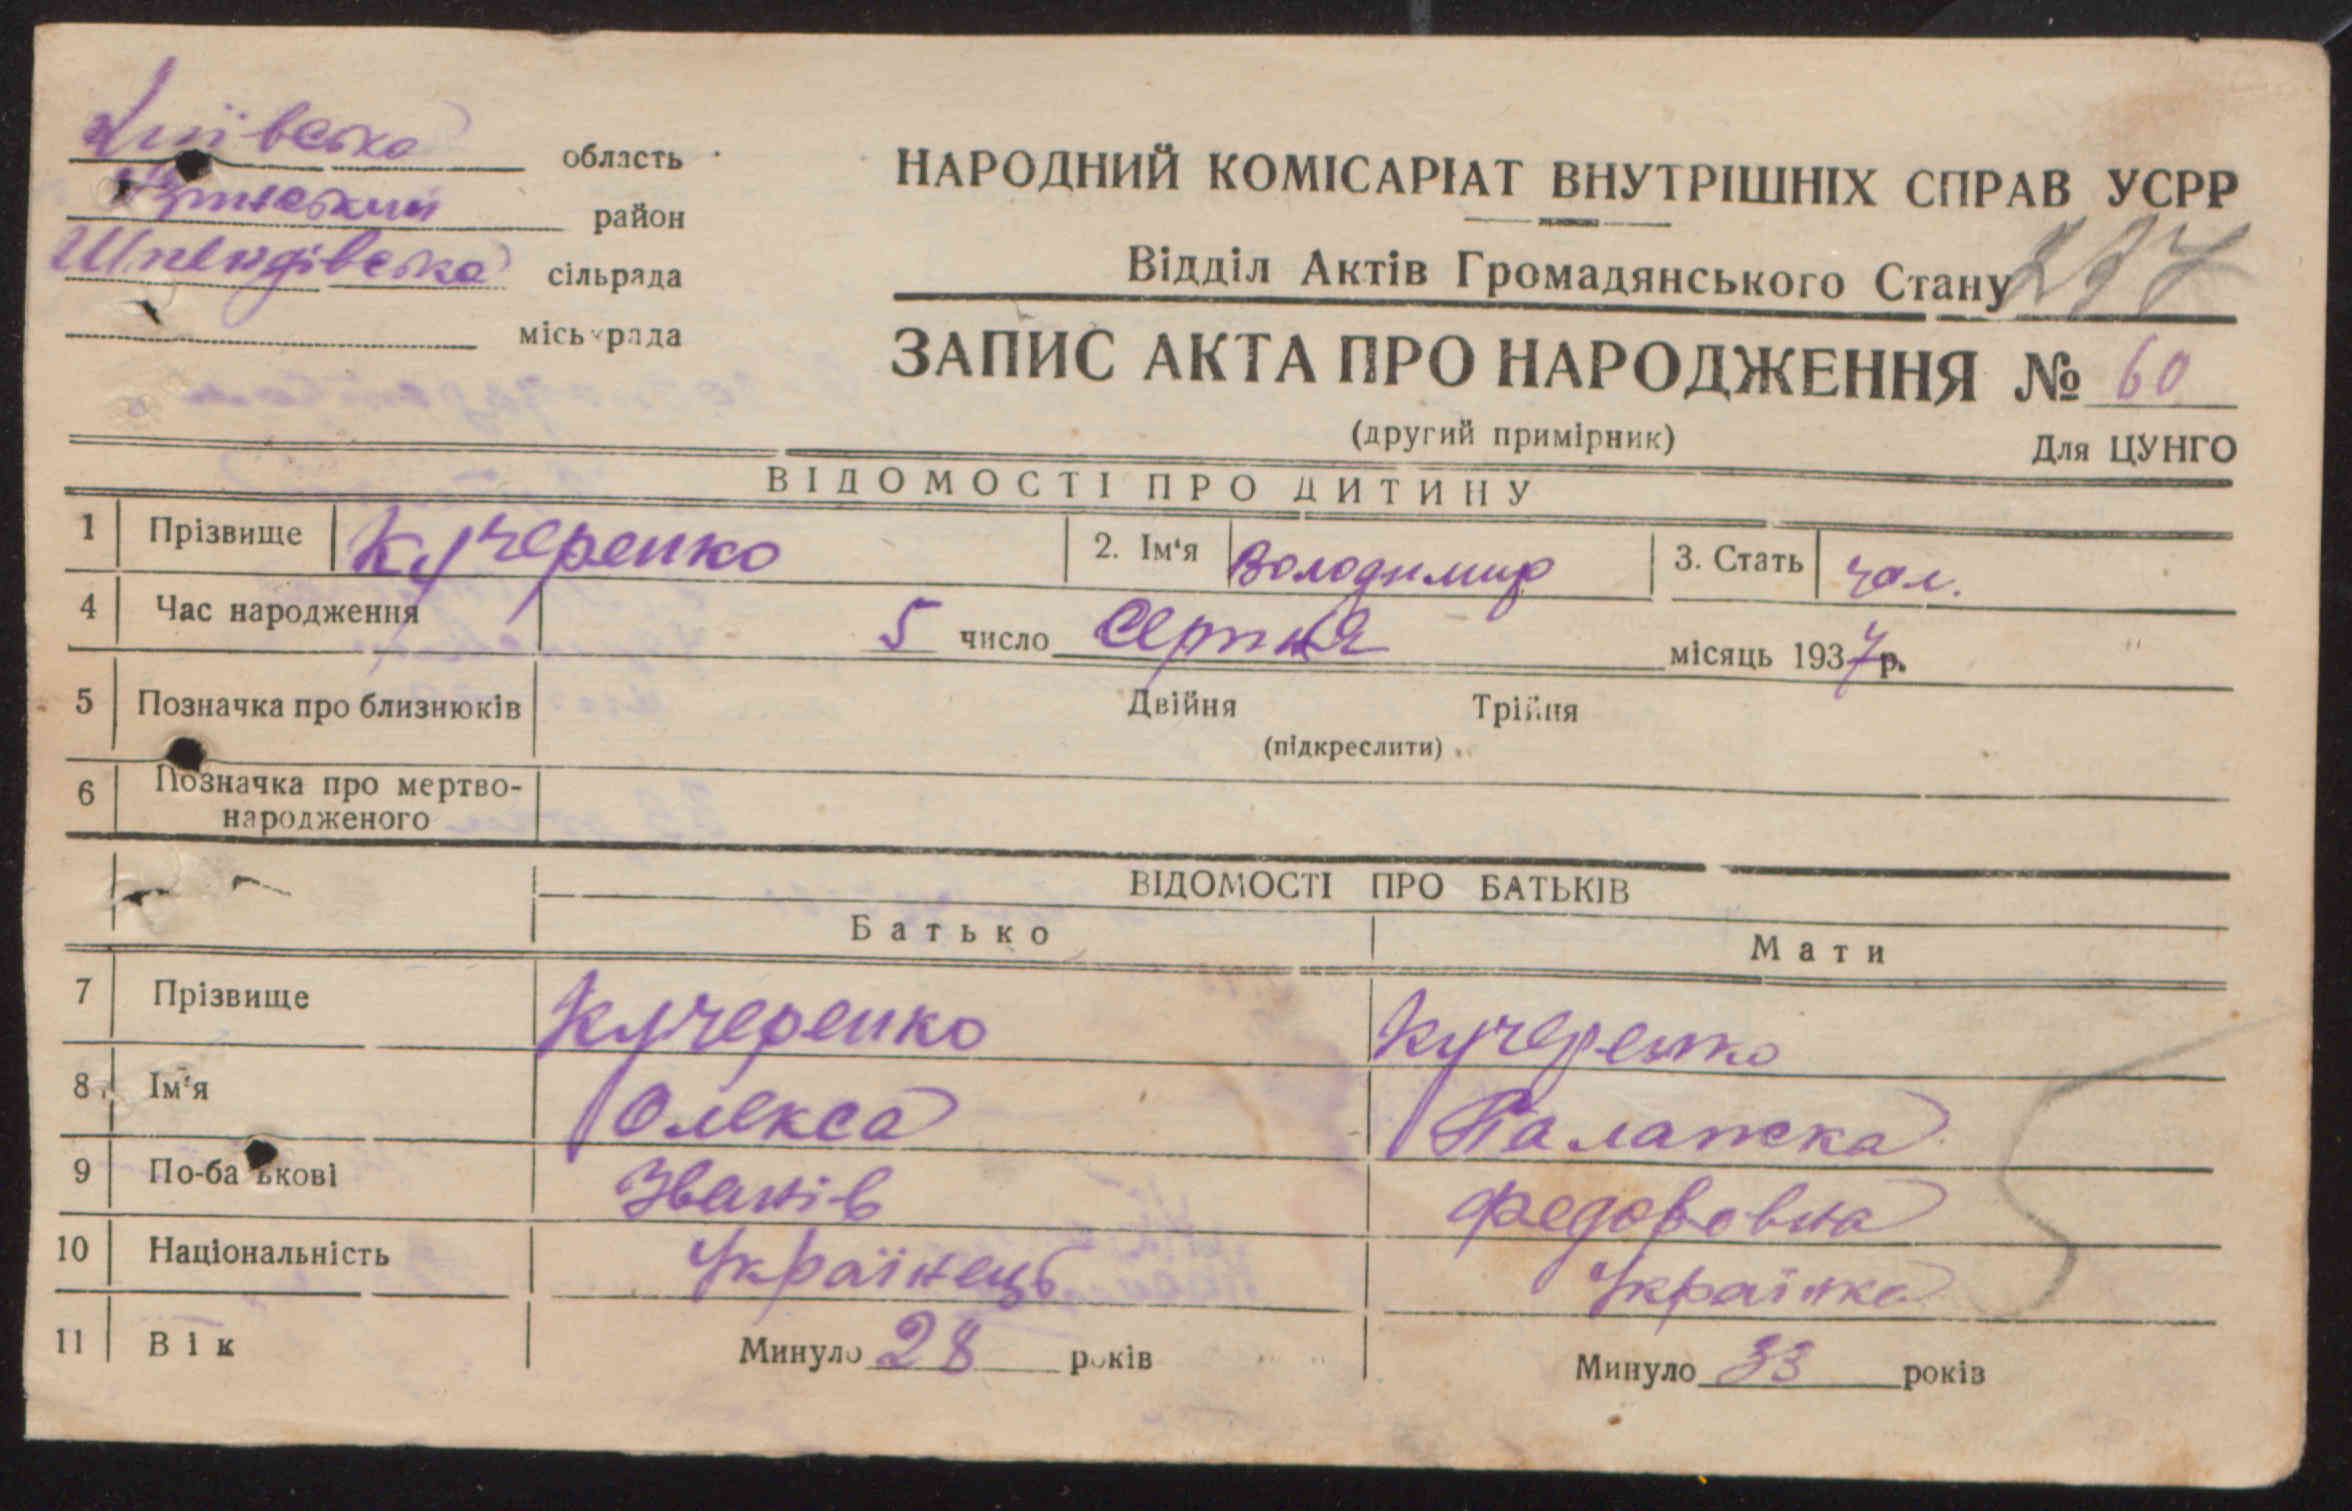 Київська область
район
Шпендівська сільрада
міськрада
НАРОДНИЙ КОМІСАРІАТ ВНУТРІШНІХ СПРАВ УСРР
Відділ Актів Громадянського Стану
ЗАПИС АКТА ПРО НАРОДЖЕННЯ № 60
(другий примірник) Для ЦУНГО
ВІДОМОСТІ ПРО ДИТИНУ
1 Прізвище Кучеренко 2. Ім'я Володимир 3. Стать чол.
4 Час народження 5 число Серпня місяць 1937 р.
5 Позначка про близнюків Двійня Трійня
(підкреслити)
6 Позначка про мертво-
народженого
ВІДОМОСТІ ПРО БАТЬКІВ
Батько Мати
7 Прізвище Кучеренко Кучеренко
8 Ім'я Олекса Палажка
9 По-батькові Іванів Федоровна
10 Національність Українець Українка
11 Вік Минуло 28 років Минуло 33 років